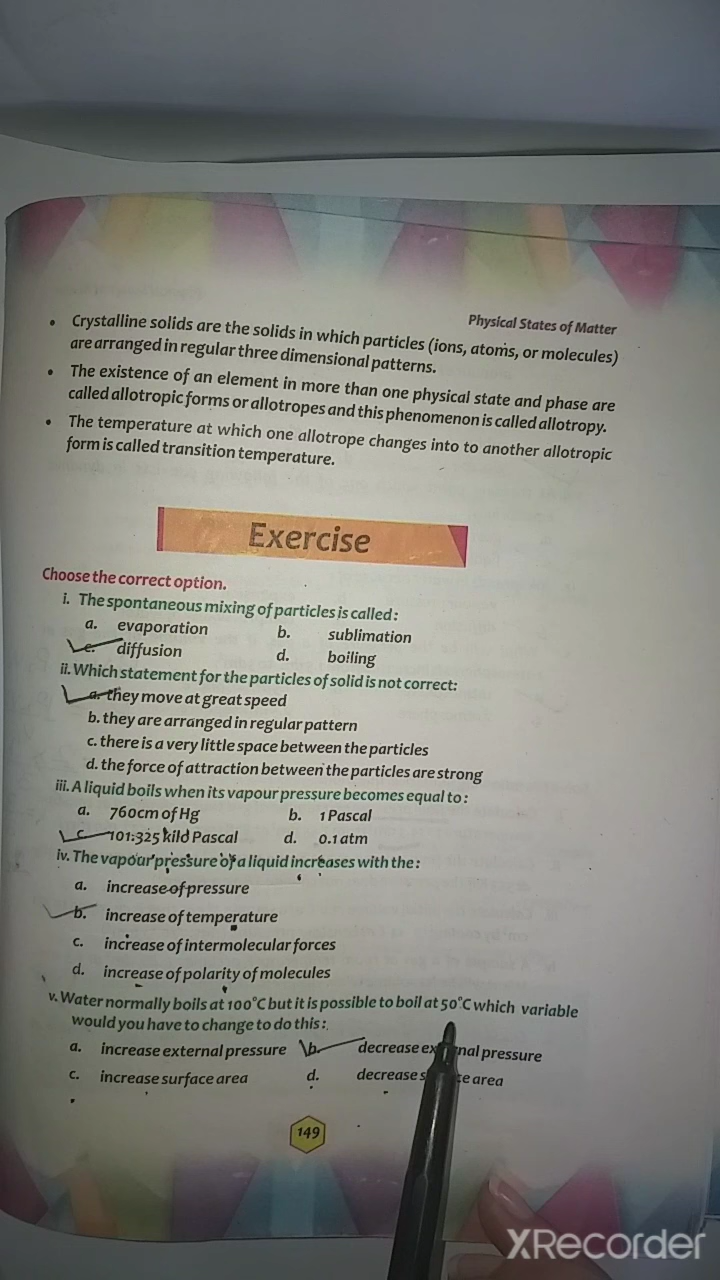 Physical States of Matter
• Crystalline solids are the solids in which particles (ions, atoms, or molecules)
are arranged in regular three dimensional patterns.
• The existence of an element in more than one physical state and phase are
called allotropic forms or allotropes and this phenomenon is called allotropy.
• The temperature at which one allotrope changes into to another allotropic
form is called transition temperature.
Exercise
Choose the correct option.
i. The spontaneous mixing of particles is called:
a. evaporation b. sublimation
c. diffusion d. boiling
ii. Which statement for the particles of solid is not correct:
a. they move at great speed
b. they are arranged in regular pattern
c. there is a very little space between the particles
d. the force of attraction between the particles are strong
iii. A liquid boils when its vapour pressure becomes equal to:
a. 760cm of Hg b. 1 Pascal
c. 101.325 kilo Pascal d. 0.1 atm
iv. The vapour pressure of a liquid increases with the:
a. increase of pressure
b. increase of temperature
c. increase of intermolecular forces
d. increase of polarity of molecules
v. Water normally boils at 100°C but it is possible to boil at 50°C which variable
would you have to change to do this:
a. increase external pressure b. decrease pressure
c. increase surface area d. decrease area
149
XRecorder